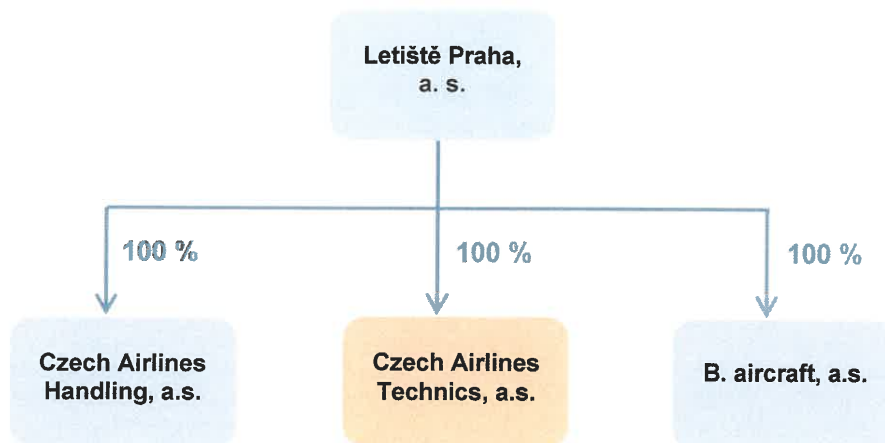 Letiště Praha,
a. s.
100 %
100 %
100 %
Czech Airlines
Handling, a.s.
Czech Airlines
Technics, a.s.
B. aircraft, a.s.